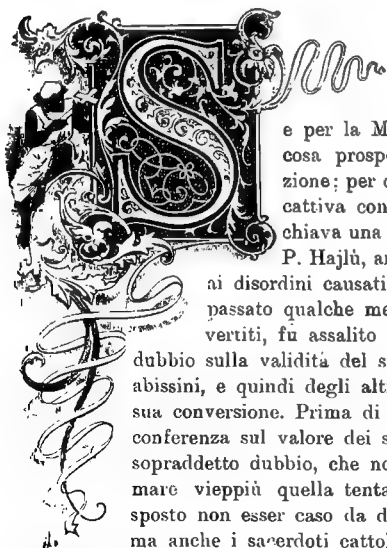 S
e per la M
cosa prospe
zione; per
cattiva con
chiava una
P. Hajlù, an
ai disordini causati
passato qualche me
vertiti, fu assalito
dubbio sulla validità del s
abissini, e quindi degli alt
sua conversione. Prima di
conferenza sul valore dei s
sopraddetto dubbio, che no
mare vieppiù quella tenta
sposto non esser caso da d
ma anche i sacerdoti cattol